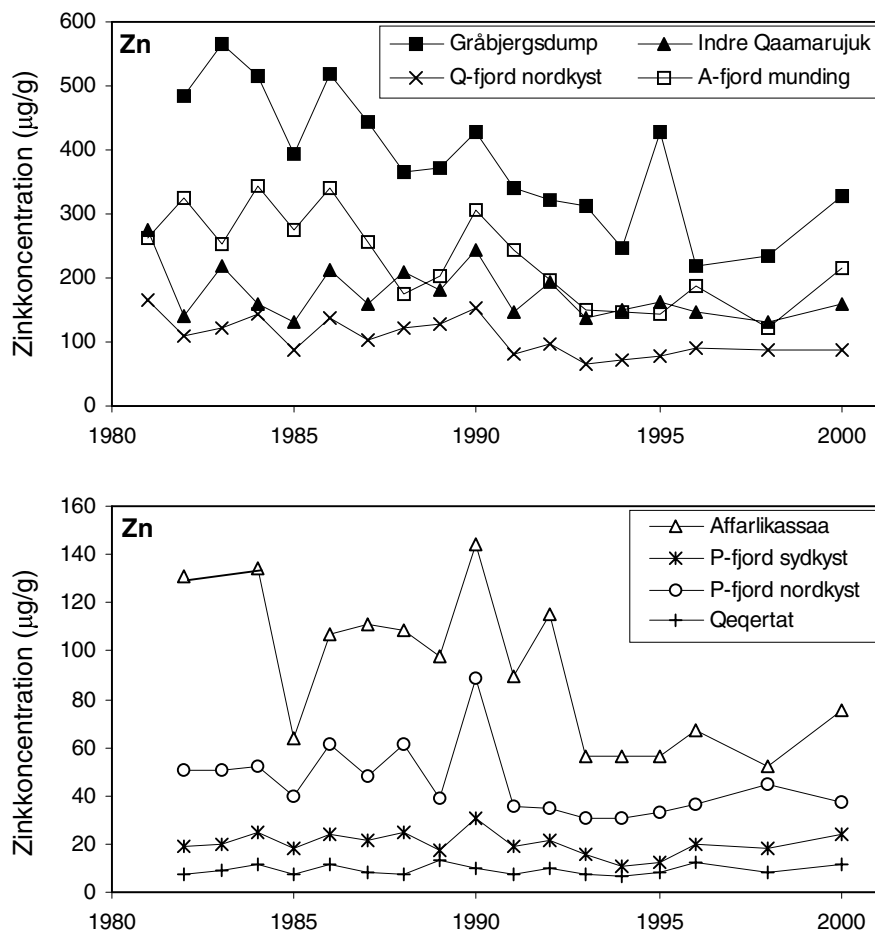 Zn
Gråbjergsdump
Indre Qaamarujuk
Q-fjord nordkyst
A-fjord munding
Zinkkoncentration (µg/g)
600
500
400
300
200
100
0
1980
1985
1990
1995
2000
Zn
Affarlikassaa
P-fjord sydkyst
P-fjord nordkyst
Qeqertat
Zinkkoncentration (µg/g)
160
140
120
100
80
60
40
20
0
1980
1985
1990
1995
2000